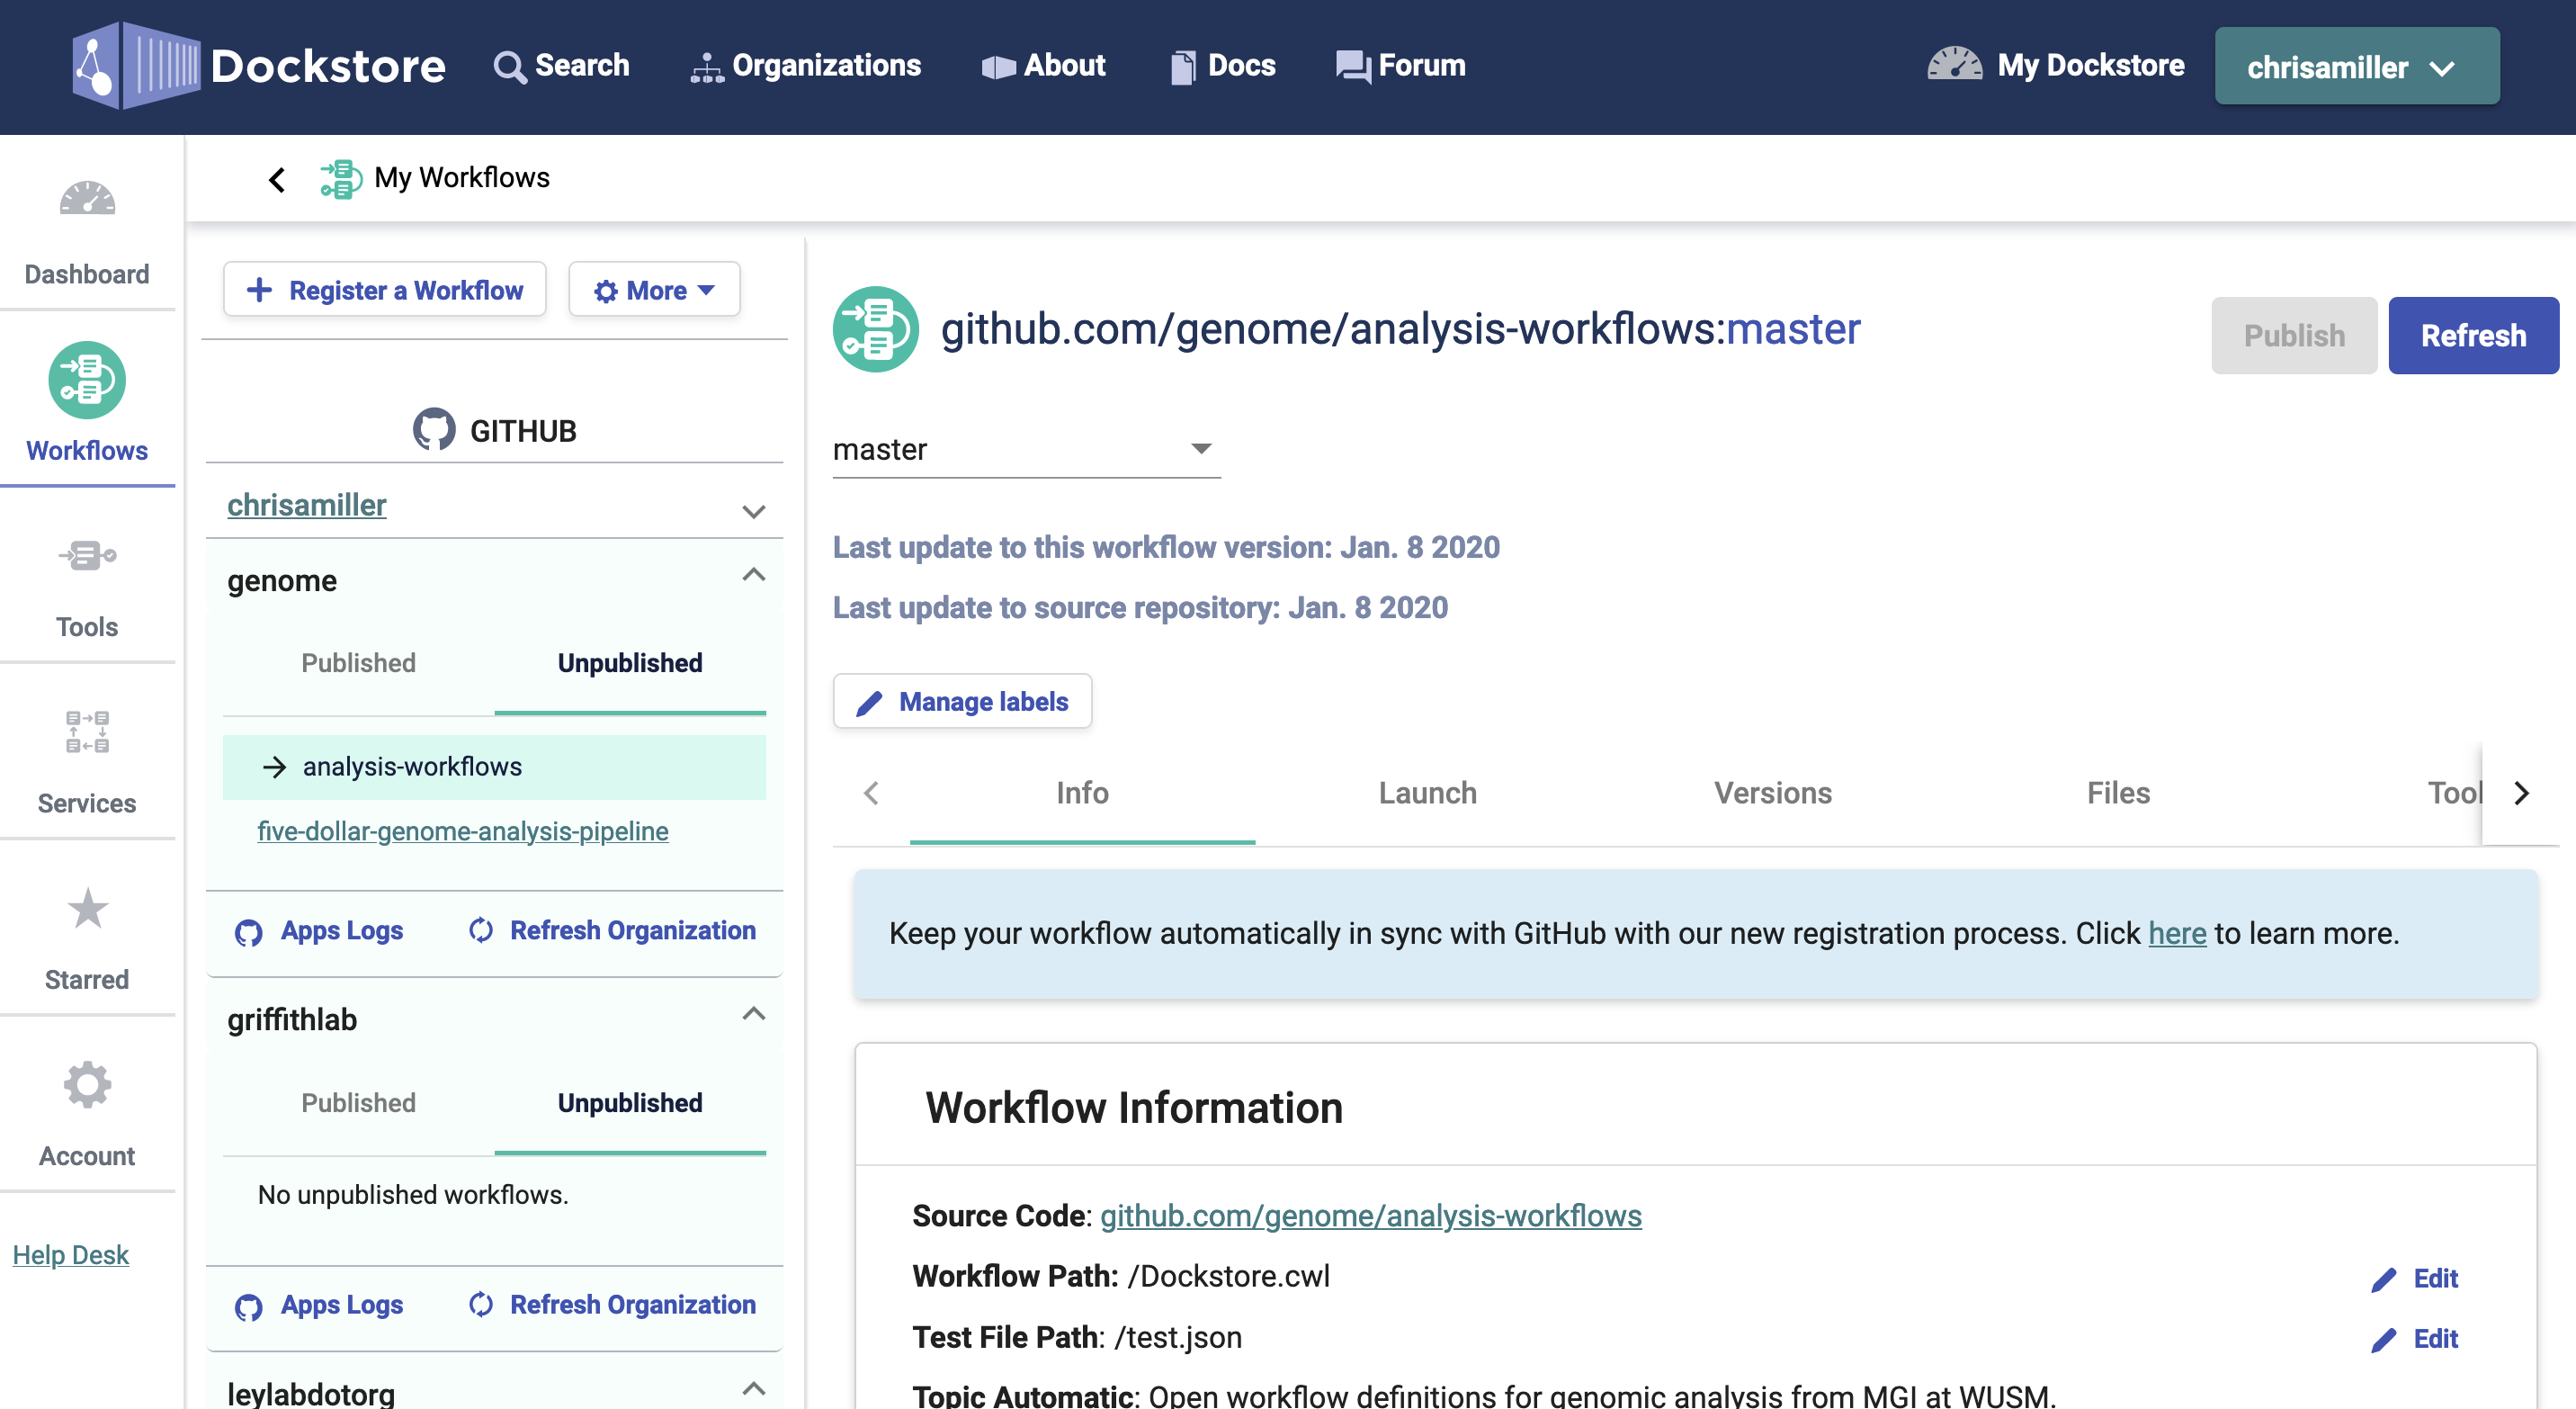 Dockstore Search Organizations About Docs Forum My Dockstore chrisamiller
My Workflows
Dashboard
Workflows
Tools
Services
Starred
Account
Help Desk
Register a Workflow More
GITHUB
chrisamiller
genome
Published Unpublished
analysis-workflows
five-dollar-genome-analysis-pipeline
Apps Logs Refresh Organization
griffithlab
Published Unpublished
No unpublished workflows.
Apps Logs Refresh Organization
leylabdotorg
github.com/genome/analysis-workflows:master Publish Refresh
master
Last update to this workflow version: Jan. 8 2020
Last update to source repository: Jan. 8 2020
Manage labels
Info Launch Versions Files Tool
Keep your workflow automatically in sync with GitHub with our new registration process. Click here to learn more.
Workflow Information
Source Code: github.com/genome/analysis-workflows
Workflow Path: /Dockstore.cwl Edit
Test File Path: /test.json Edit
Topic Automatic: Open workflow definitions for genomic analysis from MGI at WUSM.